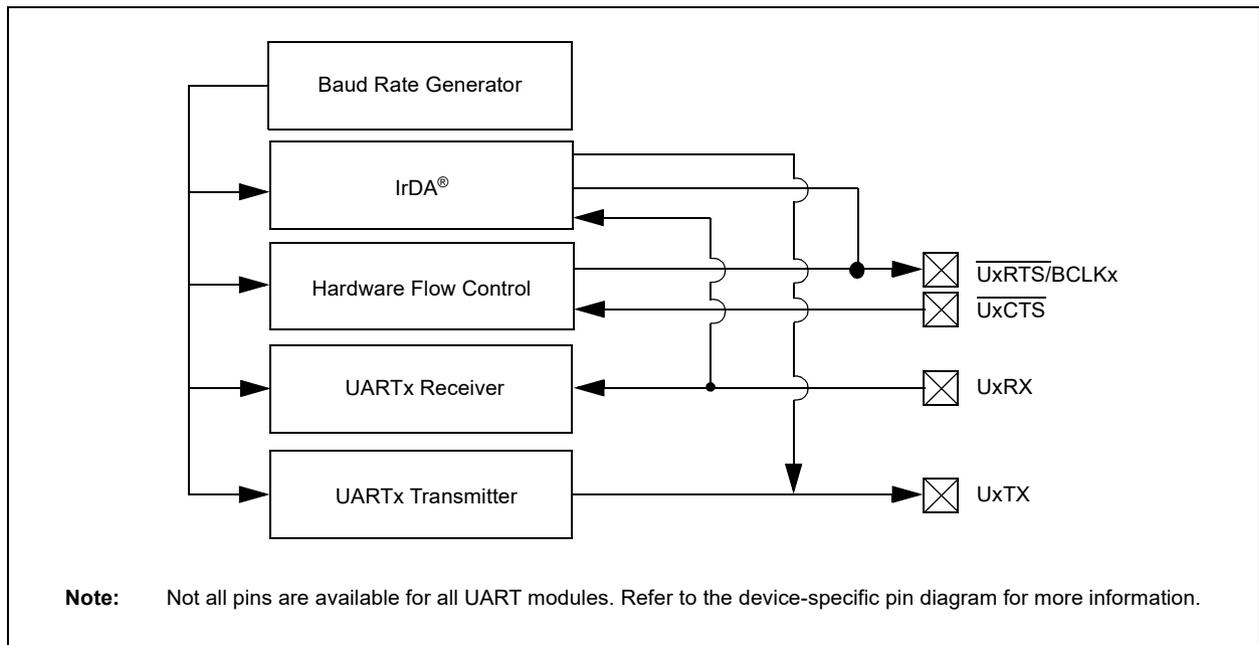 Baud Rate Generator
IrDA®
Hardware Flow Control
UxRTS/BCLKx
UxCTS
UARTx Receiver
UxRX
UARTx Transmitter
UxTX
Note: Not all pins are available for all UART modules. Refer to the device-specific pin diagram for more information.